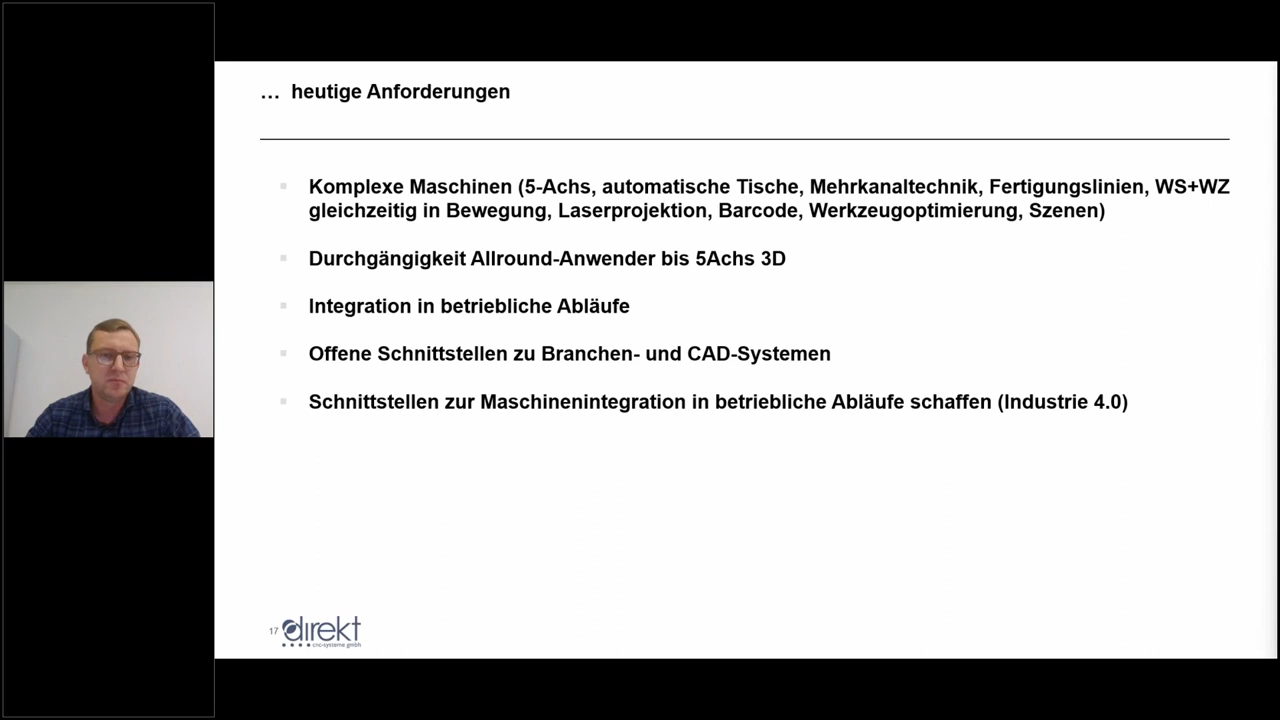 … heutige Anforderungen
Komplexe Maschinen (5-Achs, automatische Tische, Mehrkanaltechnik, Fertigungslinien, WS+WZ
gleichzeitig in Bewegung, Laserprojektion, Barcode, Werkzeugoptimierung, Szenen)
Durchgängigkeit Allround-Anwender bis 5Achs 3D
Integration in betriebliche Abläufe
Offene Schnittstellen zu Branchen- und CAD-Systemen
Schnittstellen zur Maschinenintegration in betriebliche Abläufe schaffen (Industrie 4.0)
17
direkt
cnc-systeme gmbh